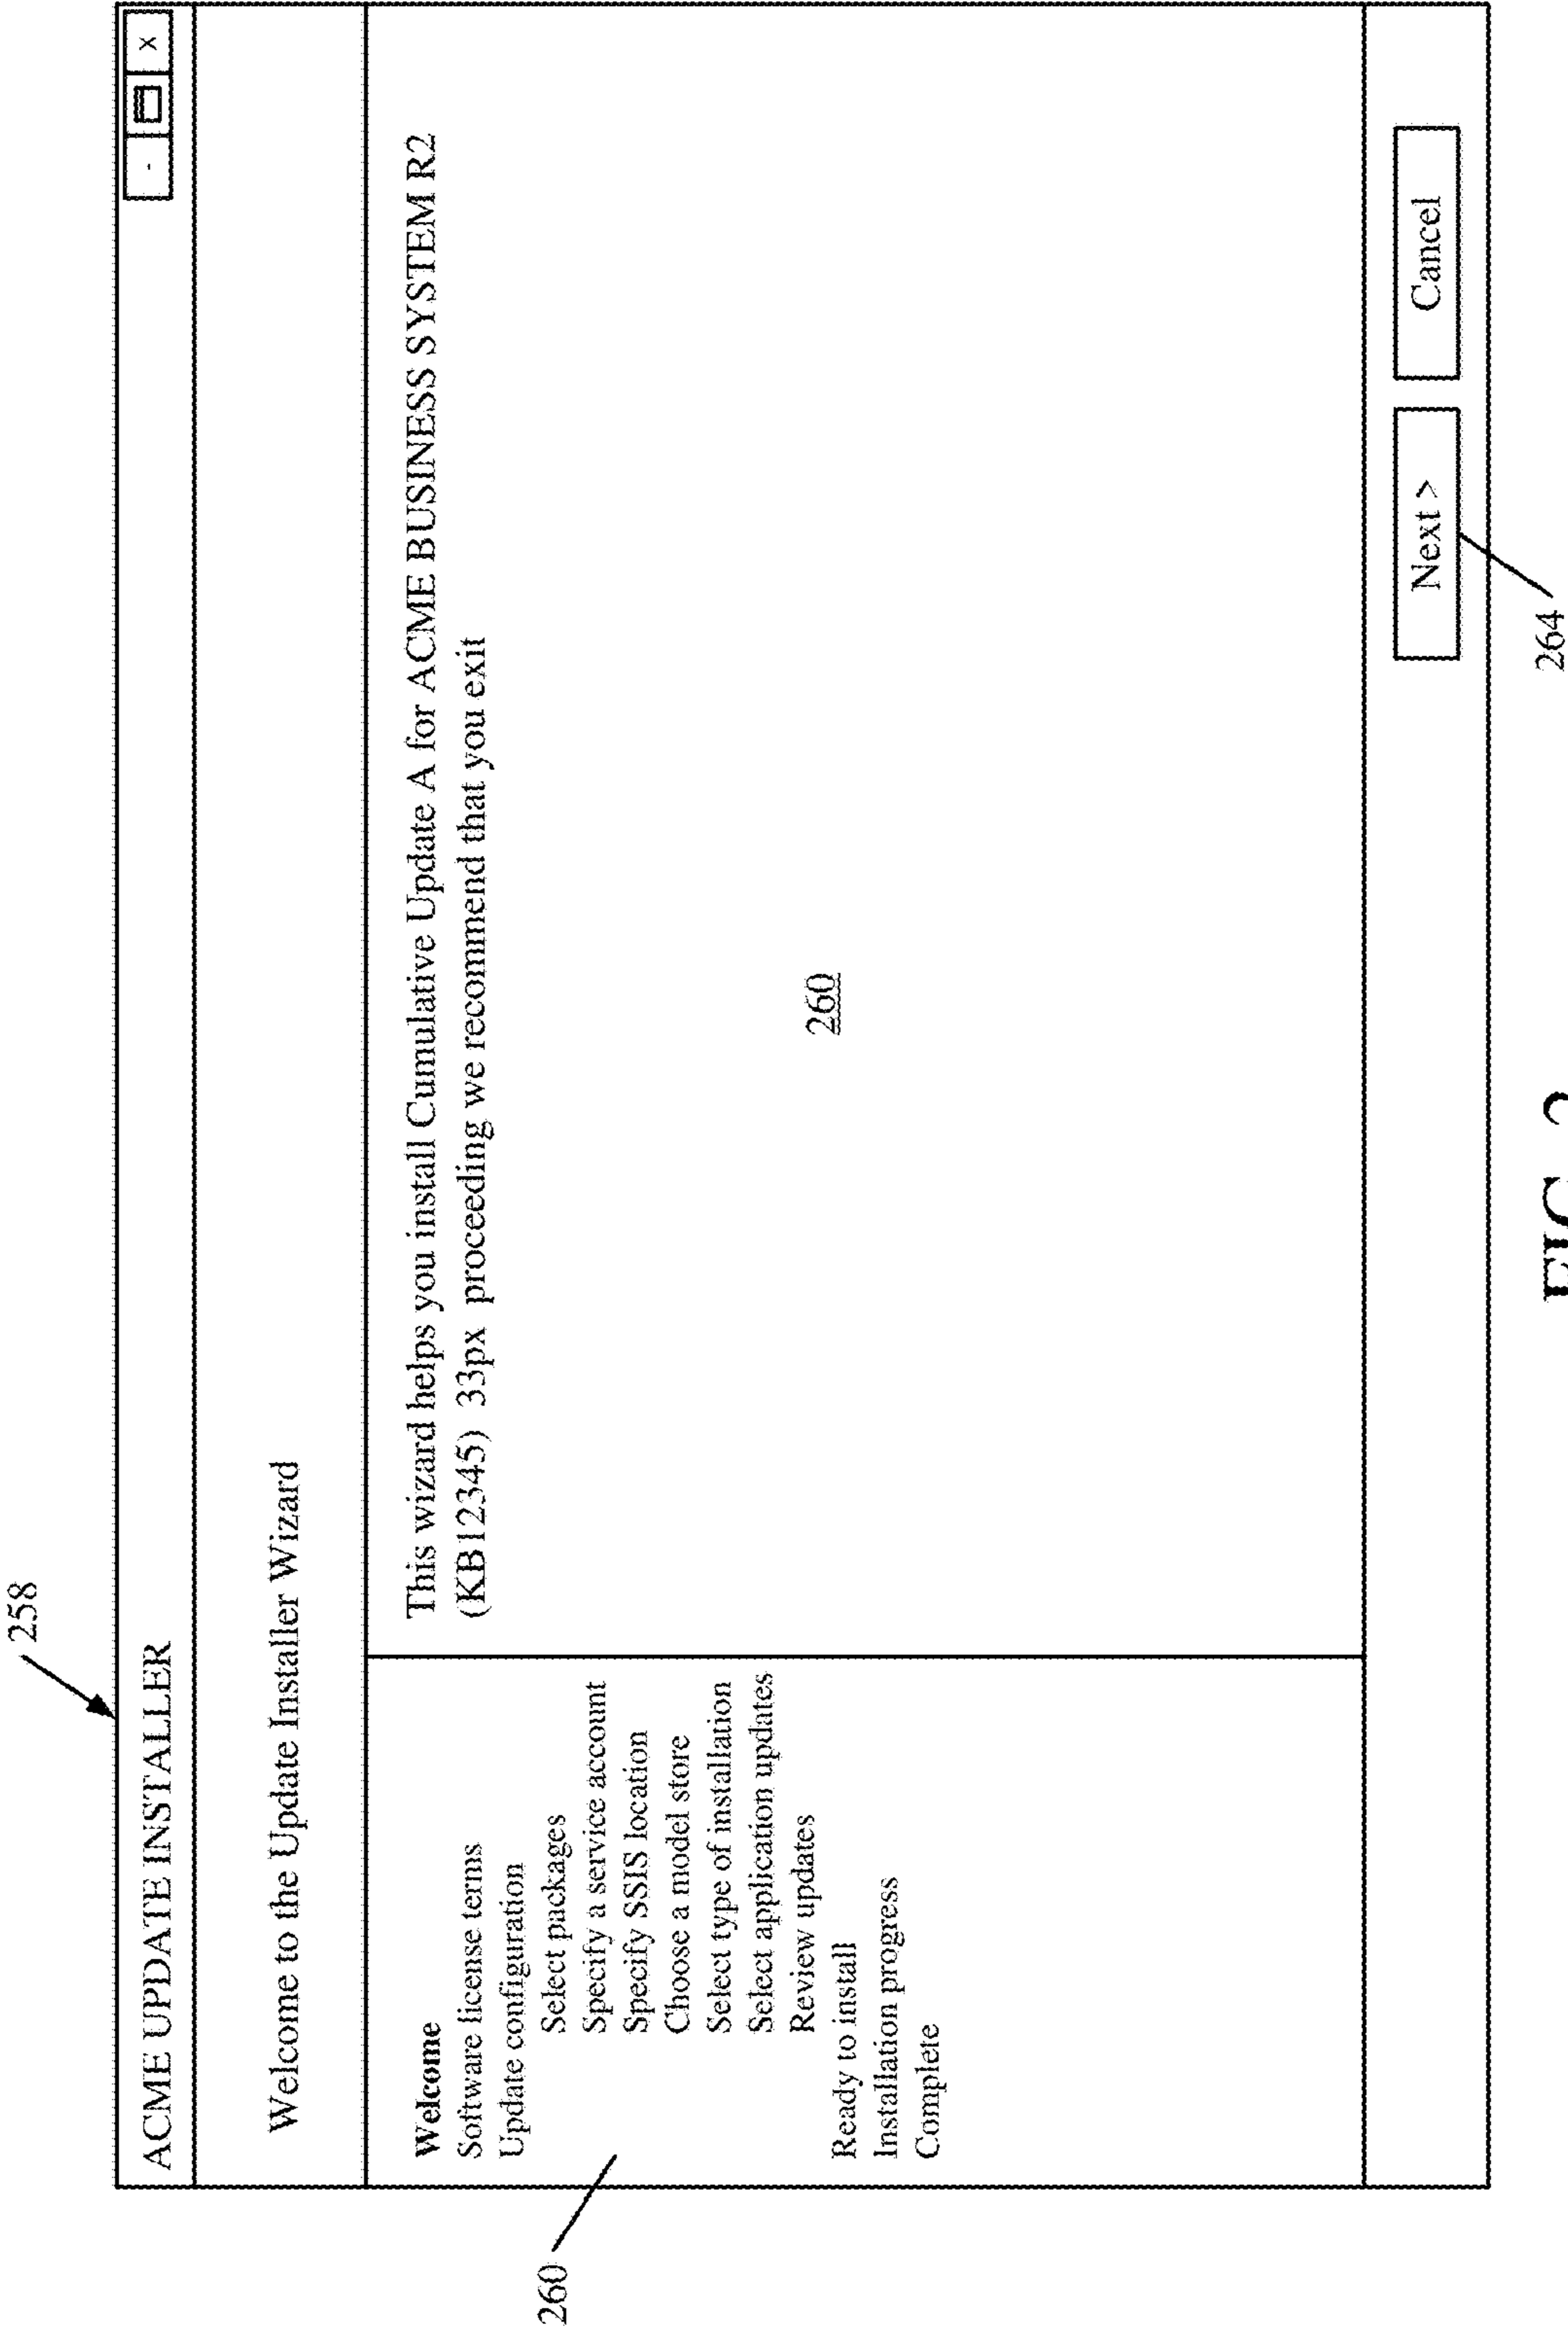 258
ACME UPDATE INSTALLER
- x
Welcome to the Update Installer Wizard
Welcome
Software license terms
Update configuration
Select packages
Specify a service account
Specify SSIS location
Choose a model store
Select type of installation
Select application updates
Review updates
Ready to install
Installation progress
Complete
260
This wizard helps you install Cumulative Update A for ACME BUSINESS SYSTEM R2
(KB12345) 33px proceeding we recommend that you exit
260
Next >
Cancel
264